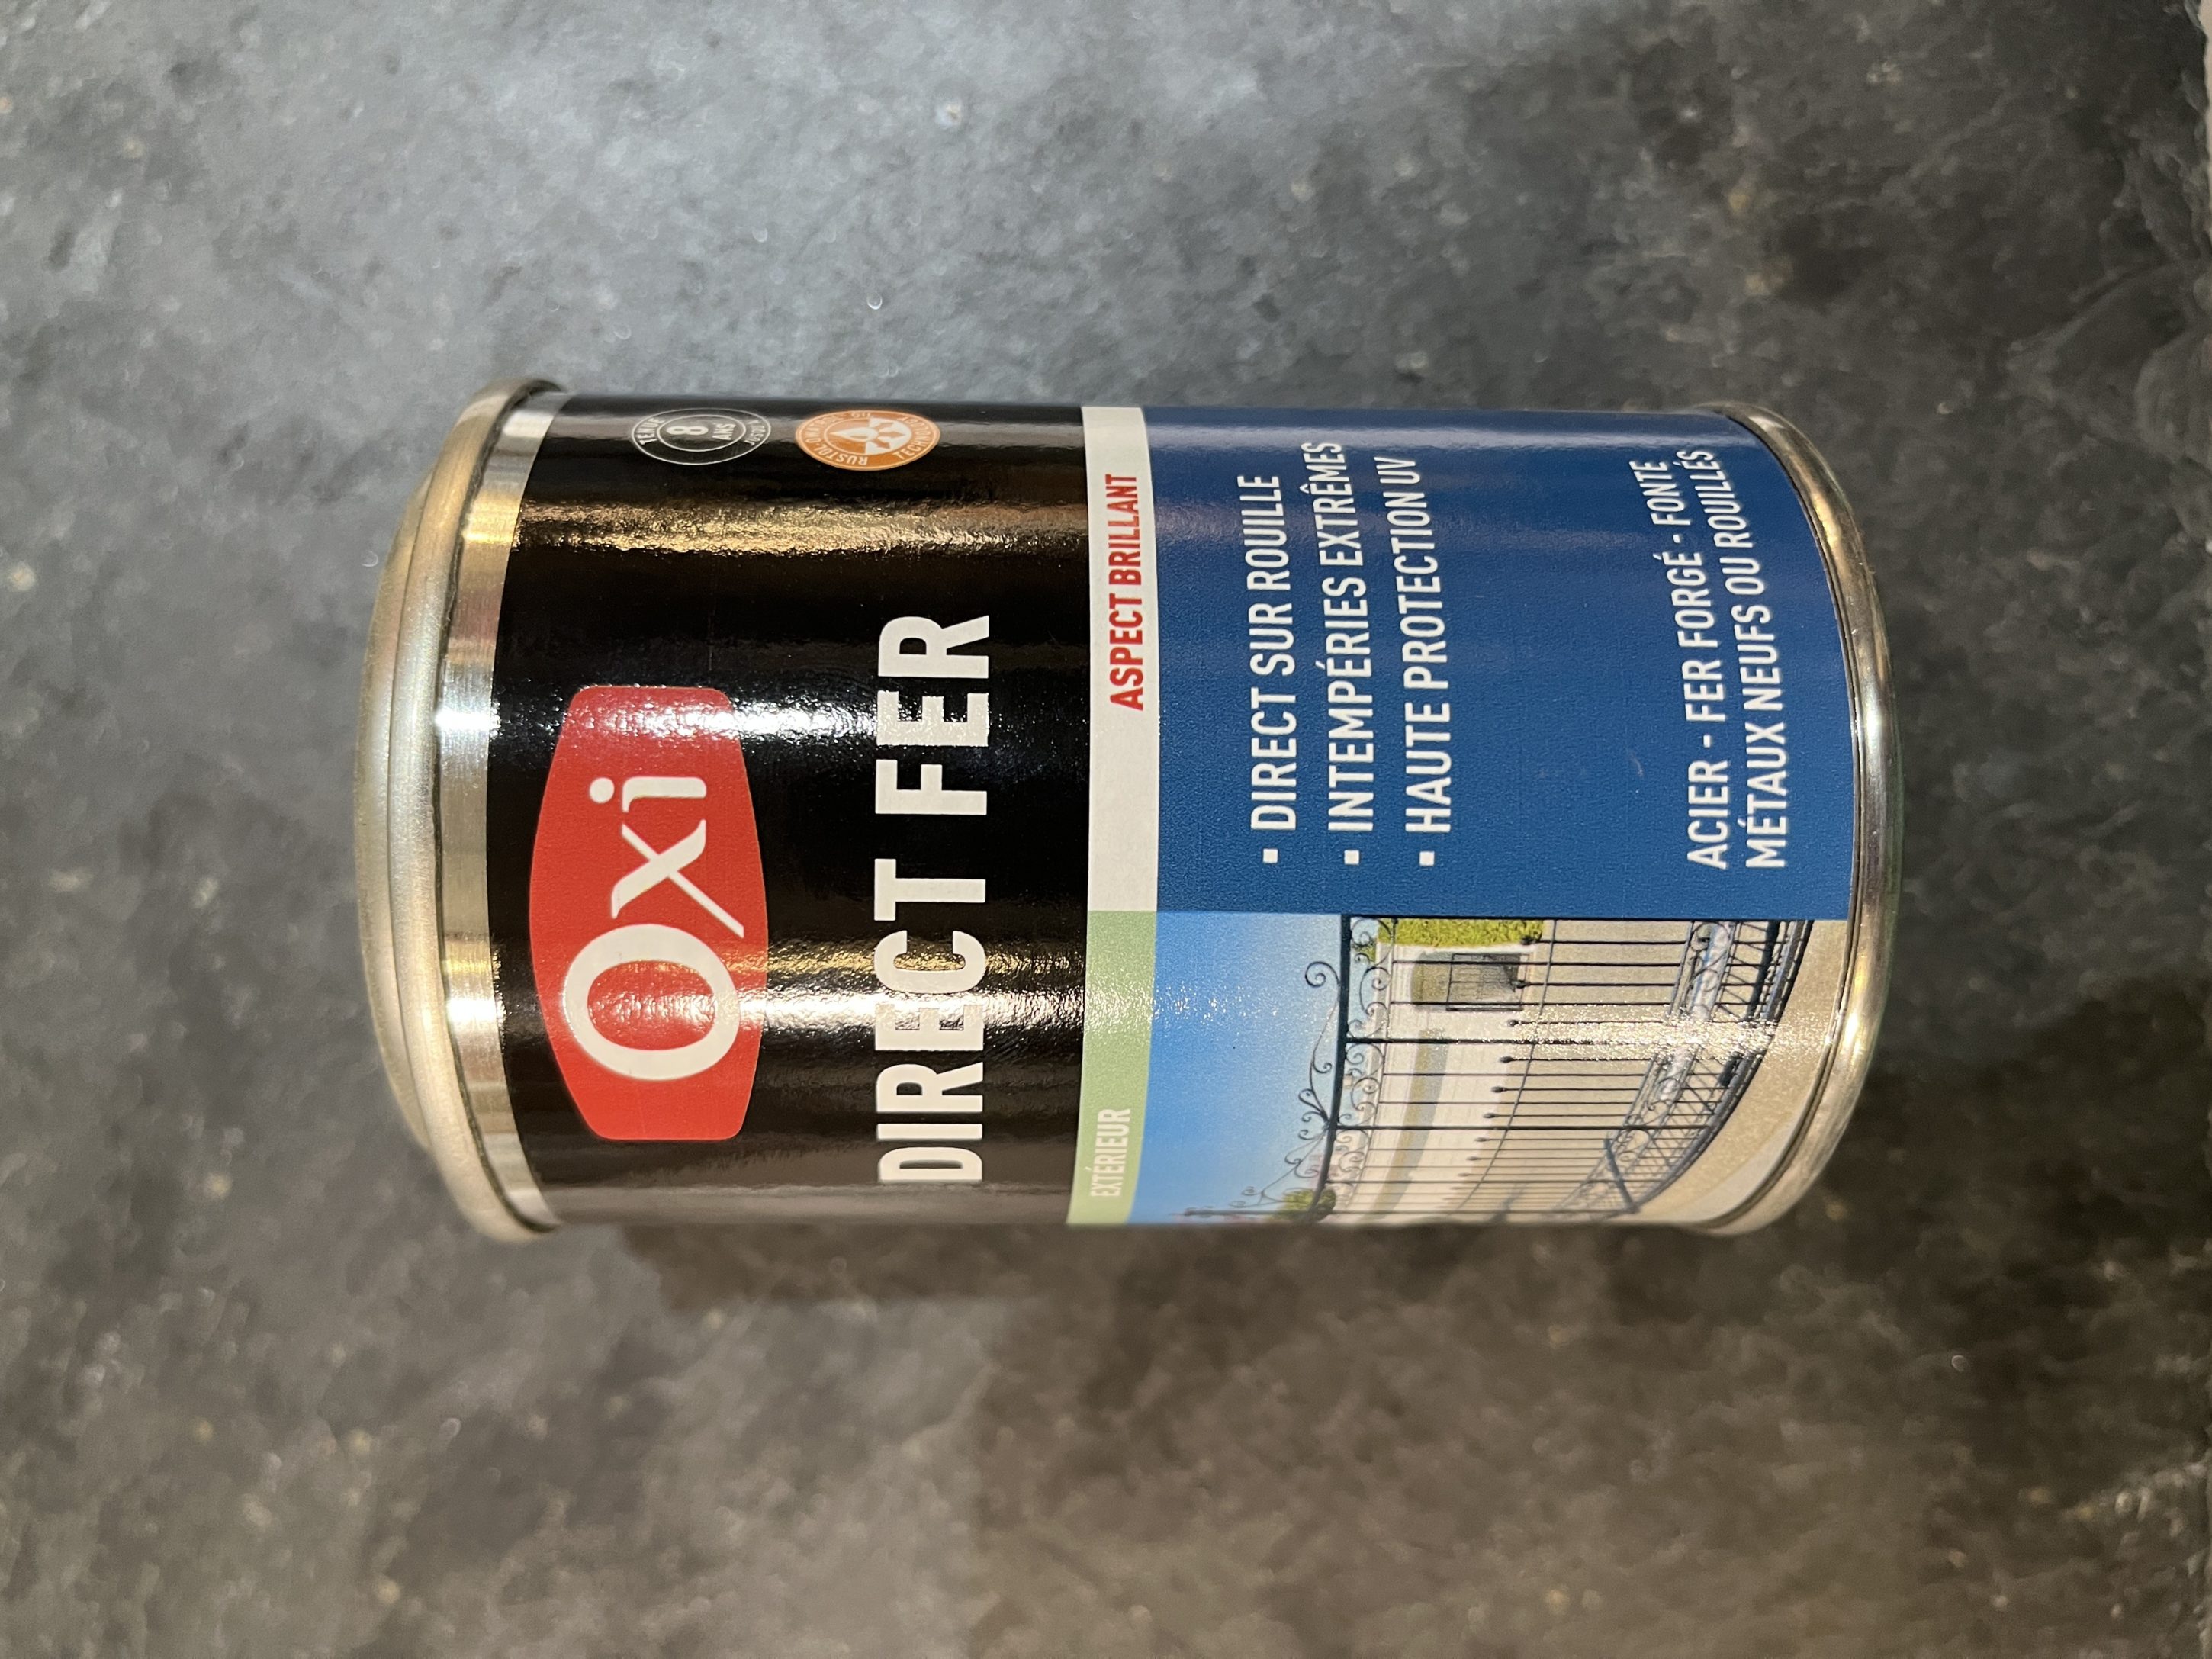 Oxi
8
ANS
DIRECT FER
EXTÉRIEUR
ASPECT BRILLANT
▪ DIRECT SUR ROUILLE
▪ INTEMPÉRIES EXTRÊMES
▪ HAUTE PROTECTION UV
ACIER - FER FORGÉ - FONTE
MÉTAUX NEUFS OU ROUILLÉS